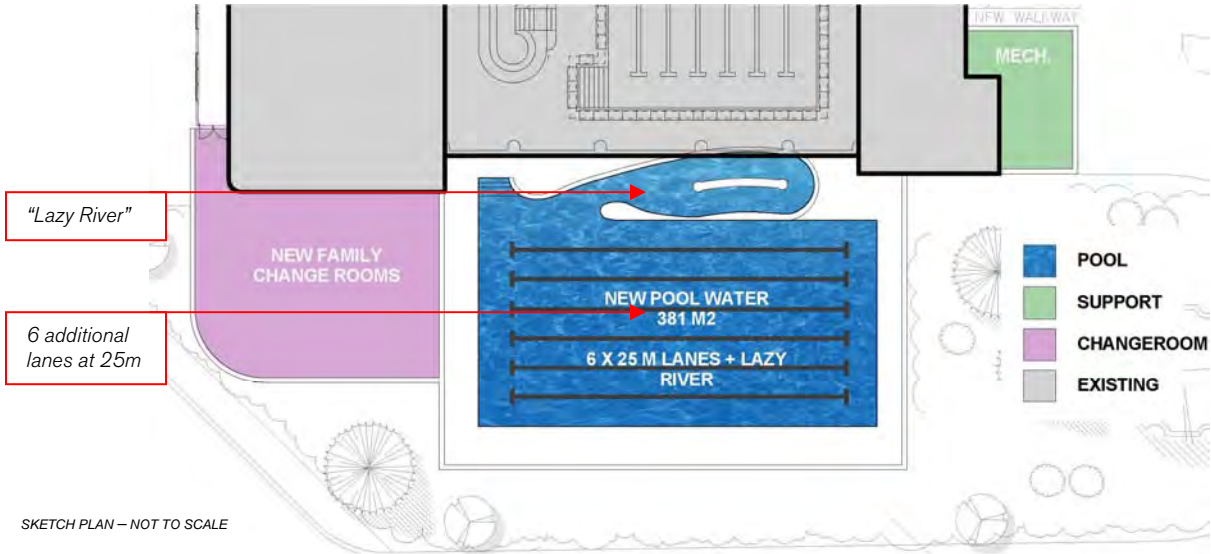 NEW WALKWAY
MECH.
"Lazy River"
NEW FAMILY
CHANGE ROOMS
6 additional
lanes at 25m
NEW POOL WATER
381 M2
6 X 25 M LANES + LAZY
RIVER
POOL
SUPPORT
CHANGEROOM
EXISTING
SKETCH PLAN – NOT TO SCALE